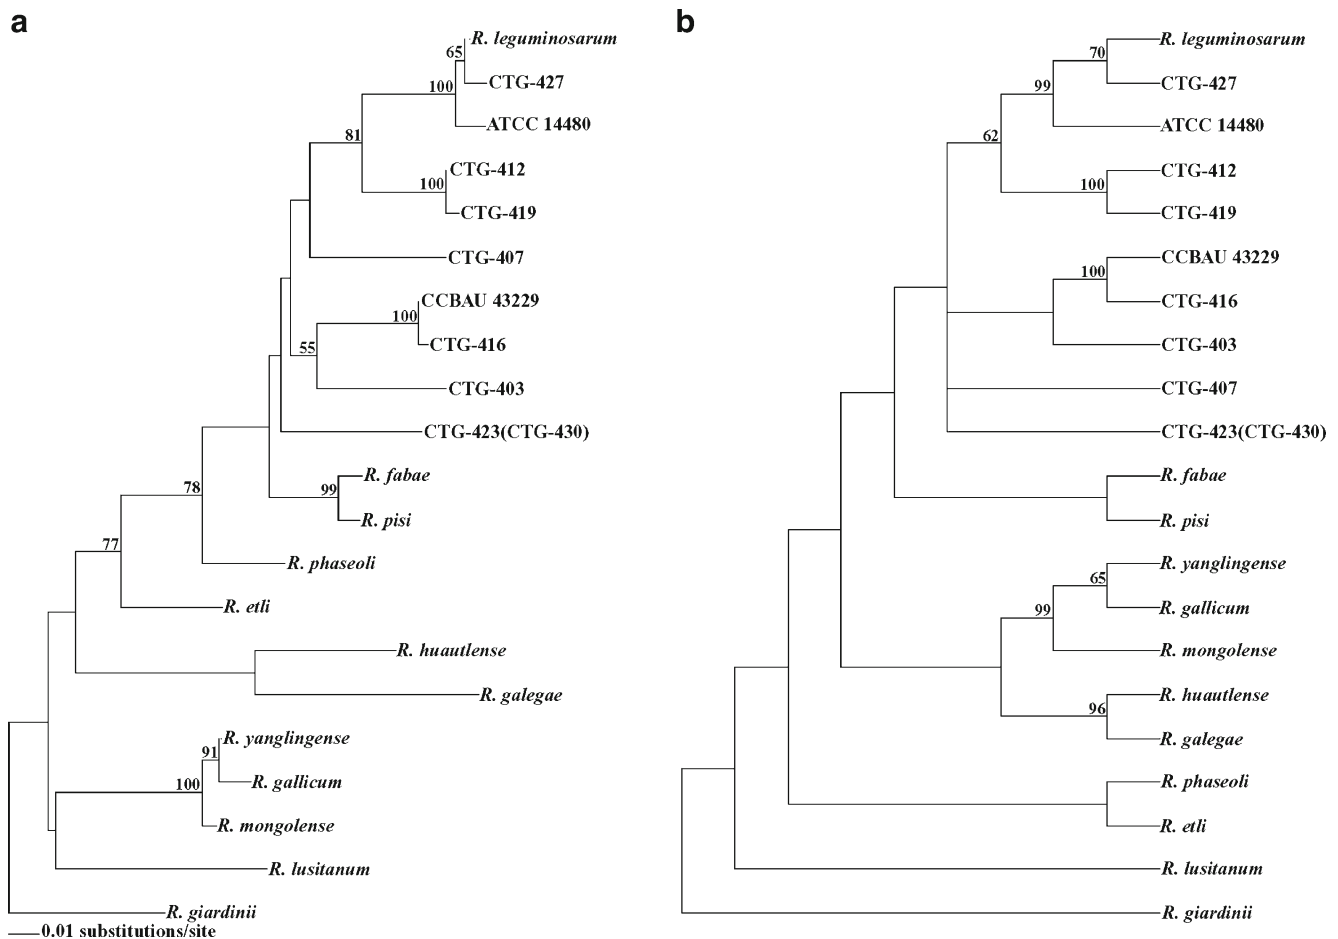 a
R. leguminosarum
65
CTG-427
100
ATCC 14480
81
CTG-412
100
CTG-419
CTG-407
CCBAU 43229
100
CTG-416
55
CTG-403
CTG-423(CTG-430)
R. fabae
99
78
R. pisi
77
R. phaseoli
R. etli
R. huautlense
R. galegae
R. yanglingense
91
R. gallicum
100
R. mongolense
R. lusitanum
R. giardinii
0.01 substitutions/site
b
R. leguminosarum
70
CTG-427
99
ATCC 14480
62
CTG-412
100
CTG-419
CCBAU 43229
100
CTG-416
CTG-403
CTG-407
CTG-423(CTG-430)
R. fabae
R. pisi
R. yanglingense
65
R. gallicum
99
R. mongolense
R. huautlense
96
R. galegae
R. phaseoli
R. etli
R. lusitanum
R. giardinii